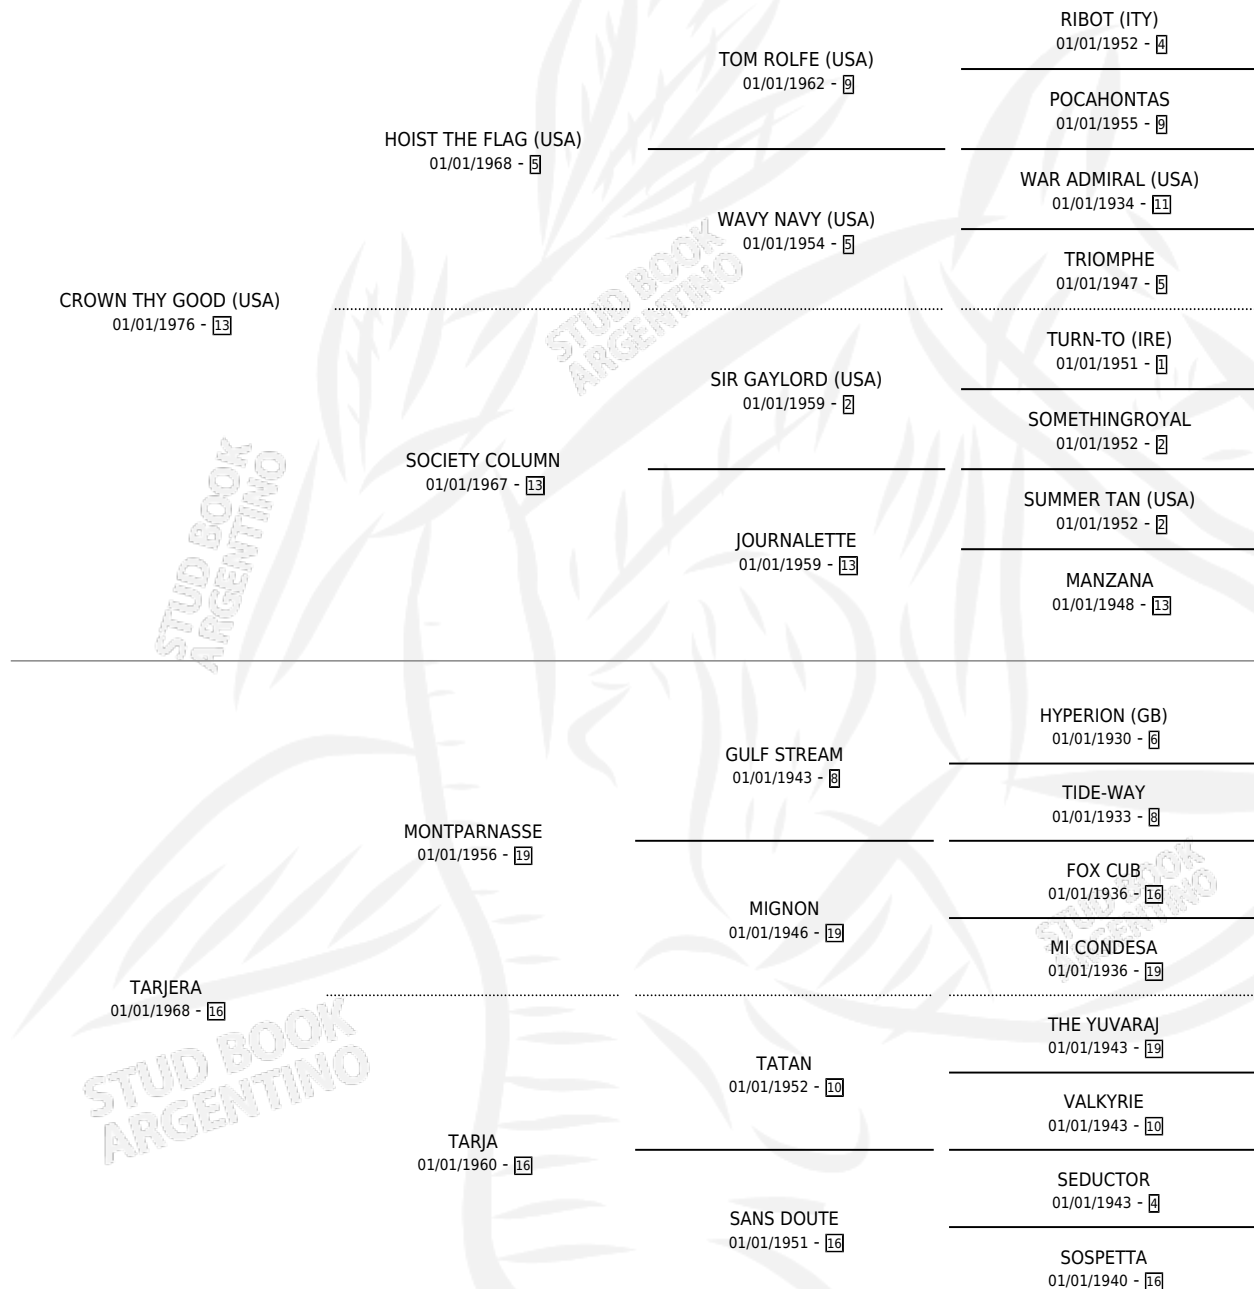 RIBOT (ITY)
01/01/1952 - 4
TOM ROLFE (USA)
01/01/1962 - 9
POCAHONTAS
01/01/1955 - 9
HOIST THE FLAG (USA)
01/01/1968 - 5
WAR ADMIRAL (USA)
01/01/1934 - 11
WAVY NAVY (USA)
01/01/1954 - 5
TRIOMPHE
01/01/1947 - 5
CROWN THY GOOD (USA)
01/01/1976 - 13
TURN-TO (IRE)
01/01/1951 - 1
SIR GAYLORD (USA)
01/01/1959 - 2
SOMETHINGROYAL
01/01/1952 - 2
SOCIETY COLUMN
01/01/1967 - 13
SUMMER TAN (USA)
01/01/1952 - 2
JOURNALETTE
01/01/1959 - 13
MANZANA
01/01/1948 - 13
HYPERION (GB)
01/01/1930 - 6
GULF STREAM
01/01/1943 - 8
TIDE-WAY
01/01/1933 - 8
MONTPARNASSE
01/01/1956 - 19
FOX CUB
01/01/1936 - 16
MIGNON
01/01/1946 - 19
MI CONDESA
01/01/1936 - 19
TARJERA
01/01/1968 - 16
THE YUVARAJ
01/01/1943 - 19
TATAN
01/01/1952 - 10
VALKYRIE
01/01/1943 - 10
TARJA
01/01/1960 - 16
SEDUCTOR
01/01/1943 - 4
SANS DOUTE
01/01/1951 - 16
SOSPETTA
01/01/1940 - 16
STUD BOOK
ARGENTINO
STUD BOOK
ARGENTINO
STUD BOOK
ARGENTINO
STUD BOOK
ARGENTINO